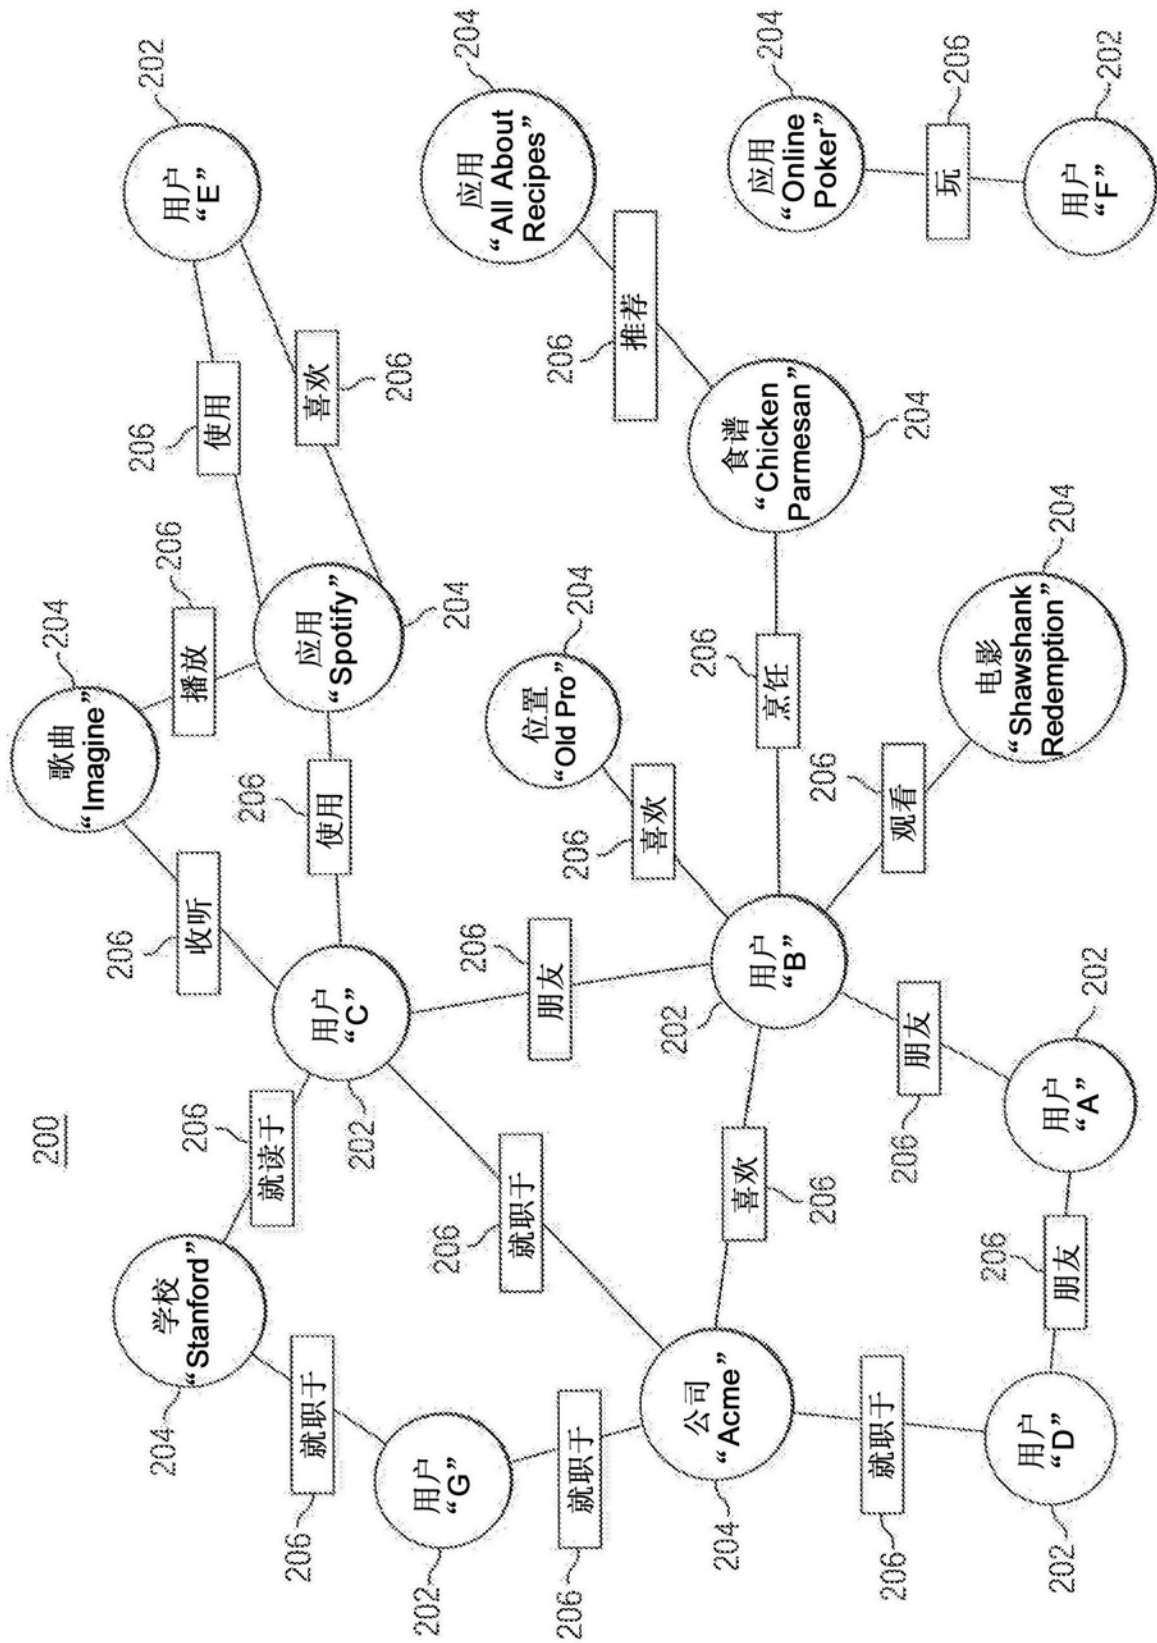 200
歌曲
“Imagine”
204
202
用户
“E”
206
播放
206
使用
206
收听
学校
“Stanford”
204
206
就读于
206
使用
应用
“Spotify”
204
喜欢
206
206
就职于
用户
“C”
202
用户
“G”
202
206
就职于
206
朋友
应用
“All About
Recipes”
204
位置
“Old Pro”
204
206
推荐
206
就职于
206
喜欢
202
用户
“B”
206
烹饪
食谱
“Chicken
Parmesan”
204
公司
“Acme”
204
喜欢
206
应用
“Online
Poker”
204
206
观看
206
就职于
206
朋友
玩
206
电影
“Shawshank
Redemption”
204
用户
“D”
202
206
朋友
用户
“A”
202
用户
“F”
202